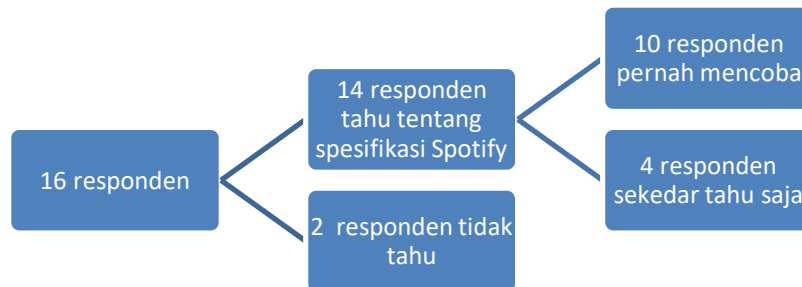 16 responden
14 responden
tahu tentang
spesifikasi Spotify
2 responden tidak
tahu
10 responden
pernah mencoba
4 responden
sekedar tahu saja